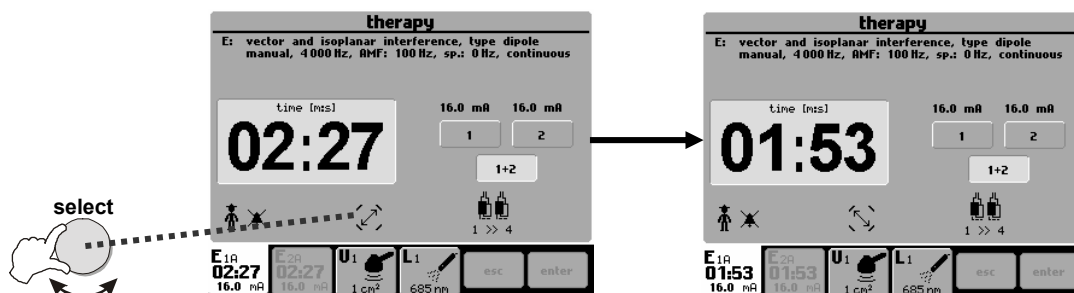 therapy
E: vector and isoplanar interference, type dipole
manual, 4000 Hz, AMF: 100 Hz, sp.: 0 Hz, continuous
time [m:s]
02:27
16.0 mA 16.0 mA
1 2
1+2
1 >> 4
E1A
02:27
16.0 mA
E2A
02:27
16.0 mA
U1
1 cm²
L1
685 nm
esc
enter
therapy
E: vector and isoplanar interference, type dipole
manual, 4000 Hz, AMF: 100 Hz, sp.: 0 Hz, continuous
time [m:s]
01:53
16.0 mA 16.0 mA
1 2
1+2
1 >> 4
E1A
01:53
16.0 mA
E2A
01:53
16.0 mA
U1
1 cm²
L1
685 nm
esc
enter
select